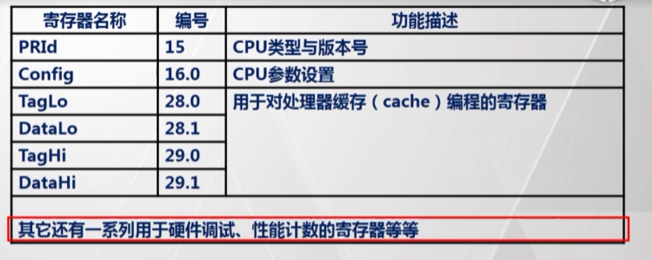 寄存器名称 编号 功能描述
PRId 15 CPU类型与版本号
Config 16.0 CPU参数设置
TagLo 28.0 用于对处理器缓存（cache）编程的寄存器
DataLo 28.1
TagHi 29.0
DataHi 29.1
其它还有一系列用于硬件调试、性能计数的寄存器等等